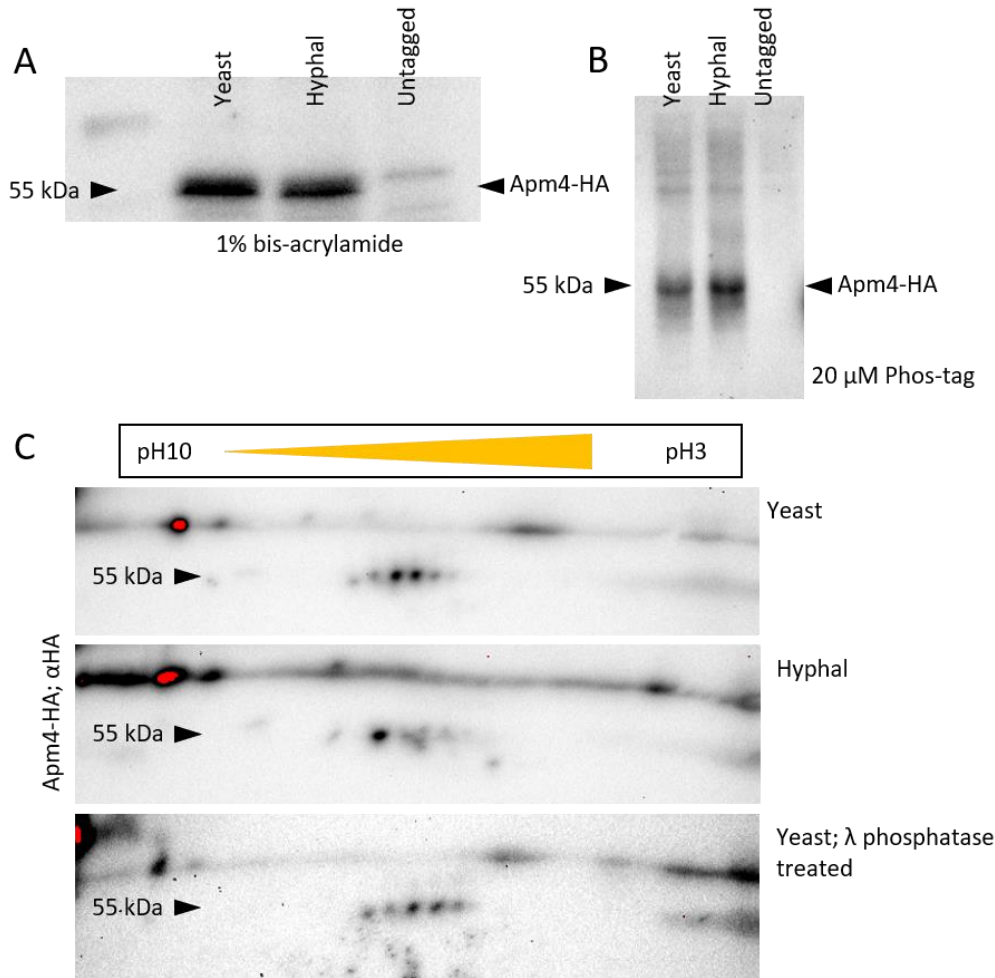 A
Yeast
Hyphal
Untagged
55 kDa
Apm4-HA
1% bis-acrylamide
B
Yeast
Hyphal
Untagged
55 kDa
Apm4-HA
20 µM Phos-tag
C
pH10
pH3
Yeast
55 kDa
Apm4-HA; αHA
Hyphal
55 kDa
Yeast; λ phosphatase
treated
55 kDa